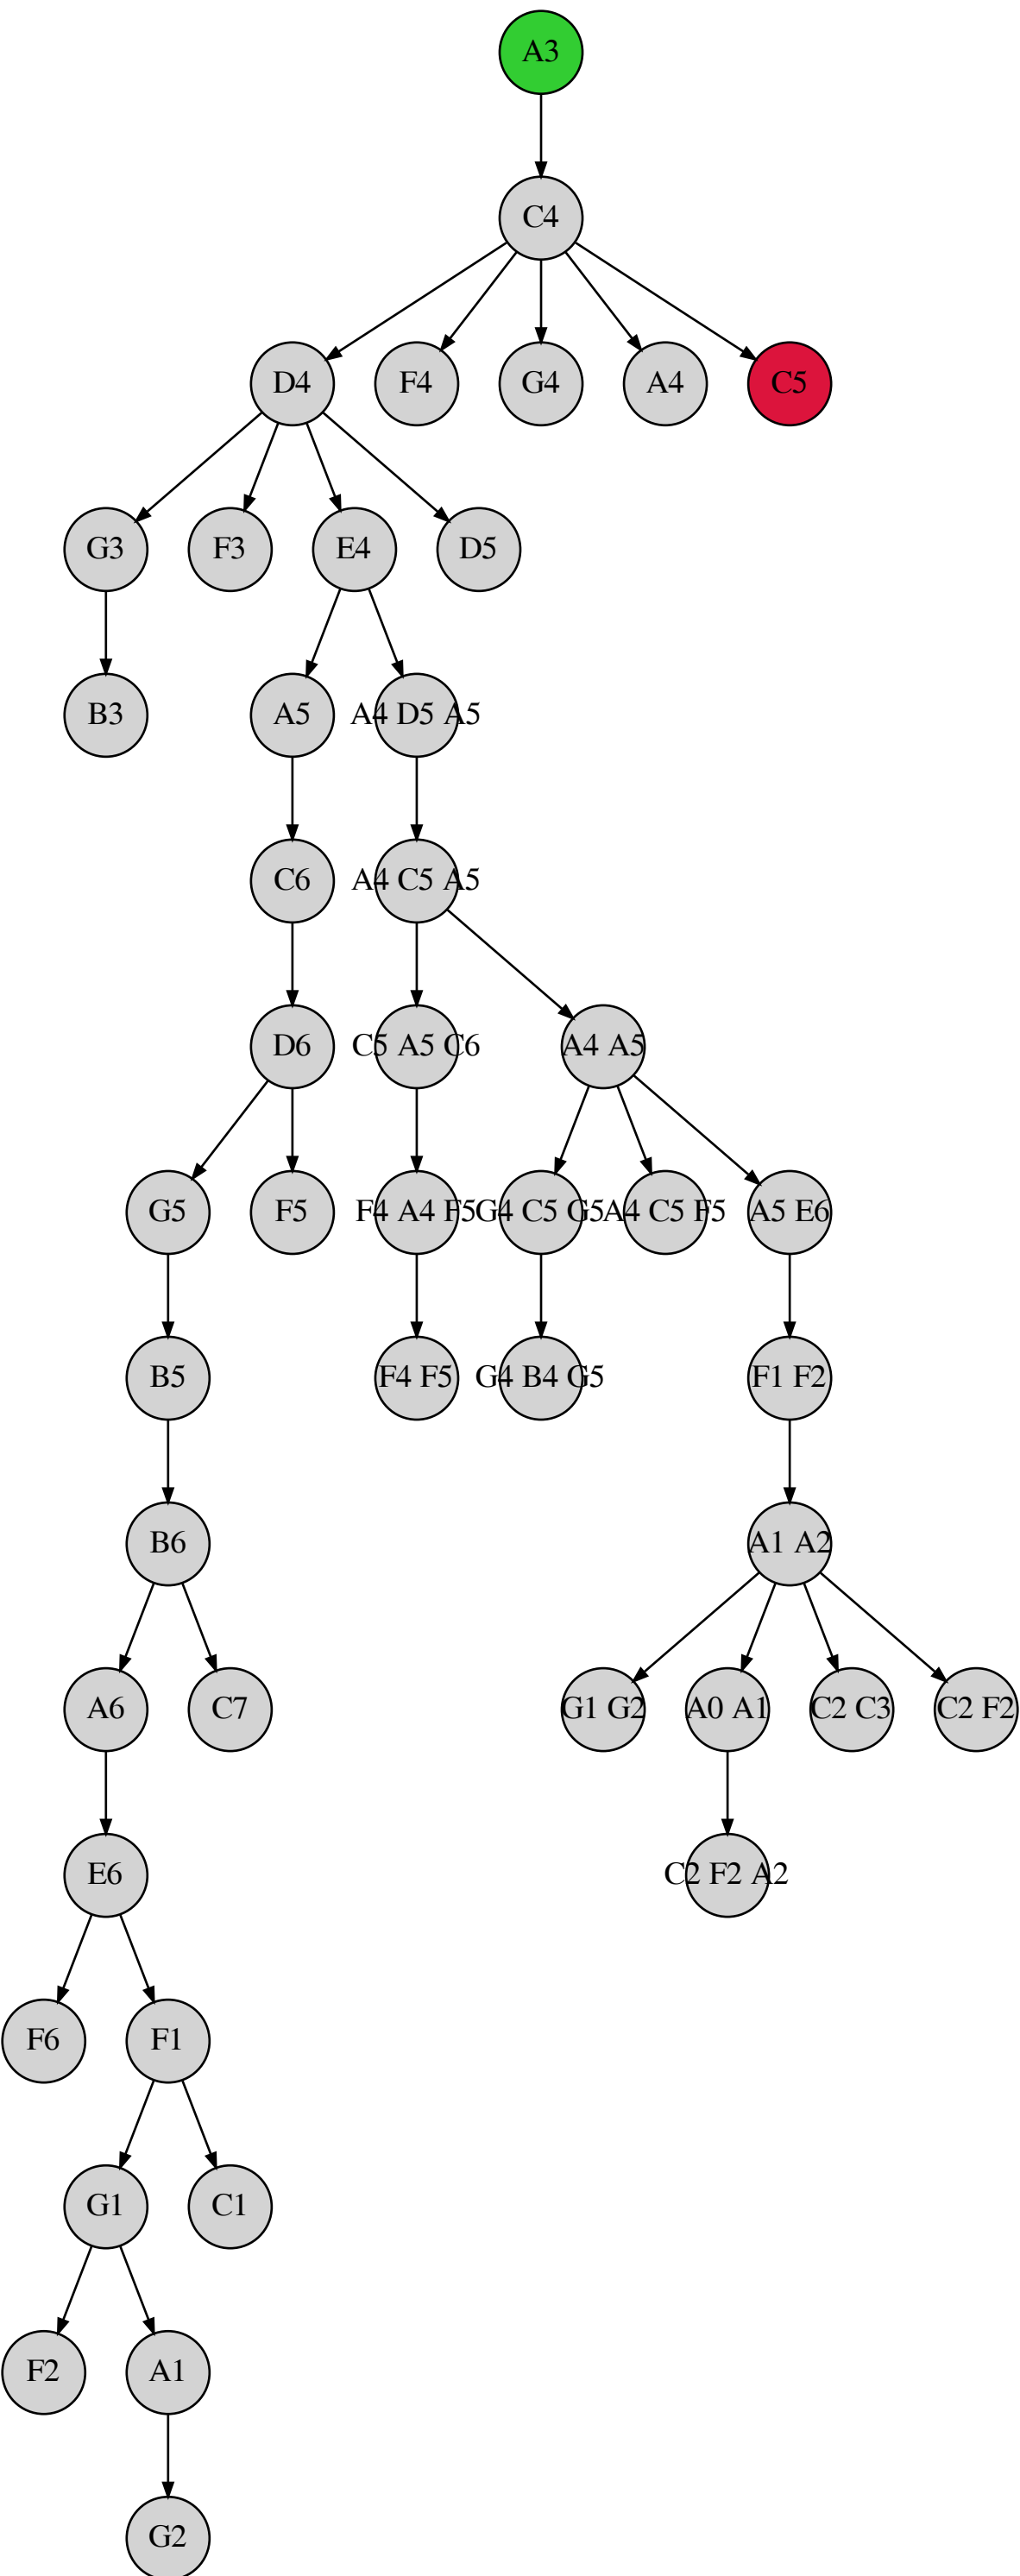 A3
C4
D4 F4 G4 A4 C5
G3 F3 E4 D5
B3 A5 A4 D5 A5
C6 A4 C5 A5
D6 C5 A5 C6 A4 A5
G5 F5 F4 A4 F5 G4 C5 G5 A4 C5 F5 A5 E6
B5 F4 F5 G4 B4 G5 F1 F2
B6 A1 A2
A6 C7 G1 G2 A0 A1 C2 C3 C2 F2
E6 C2 F2 A2
F6 F1
G1 C1
F2 A1
G2